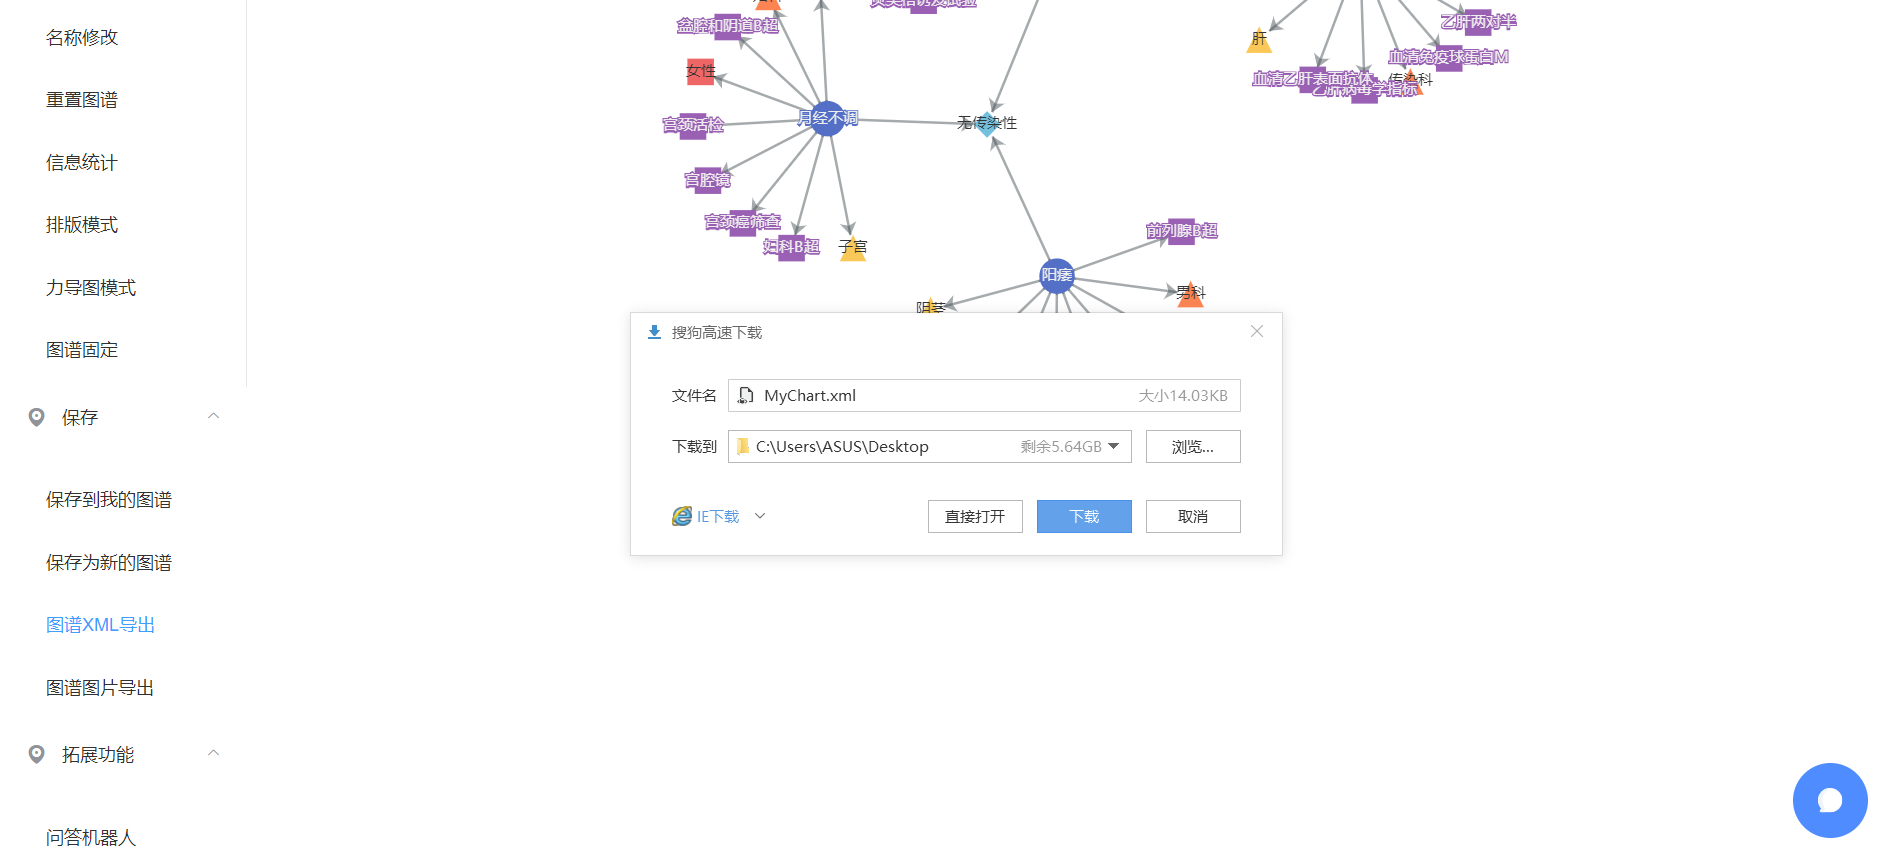 名称修改
重置图谱
信息统计
排版模式
力导图模式
图谱固定
保存
保存到我的图谱
保存为新的图谱
图谱XML导出
图谱图片导出
拓展功能
问答机器人
盆腔和阴道B超
女性
宫颈活检
宫腔镜
宫颈癌筛查
妇科B超
子宫
月经不调
无传染性
前列腺B超
阳痿
男科
阴茎
肝
乙肝两对半
血清免疫球蛋白M
传染科
血清乙肝表面抗体
乙肝病毒学指标
搜狗高速下载
文件名
MyChart.xml
大小14.03KB
下载到
C:\Users\ASUS\Desktop
剩余5.64GB
浏览...
IE下载
直接打开
下载
取消